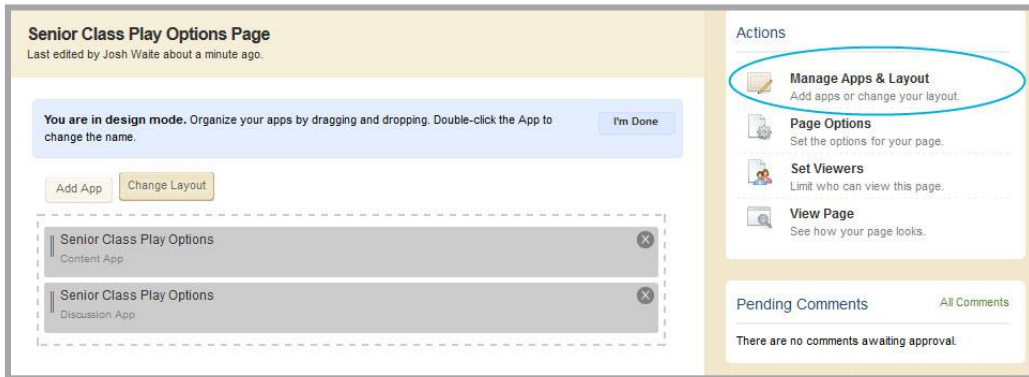 Senior Class Play Options Page
Last edited by Josh Waite about a minute ago.
You are in design mode. Organize your apps by dragging and dropping. Double-click the App to
change the name.
I'm Done
Add App
Change Layout
Senior Class Play Options
Content App
Senior Class Play Options
Discussion App
Actions
Manage Apps & Layout
Add apps or change your layout.
Page Options
Set the options for your page.
Set Viewers
Limit who can view this page.
View Page
See how your page looks.
Pending Comments
All Comments
There are no comments awaiting approval.